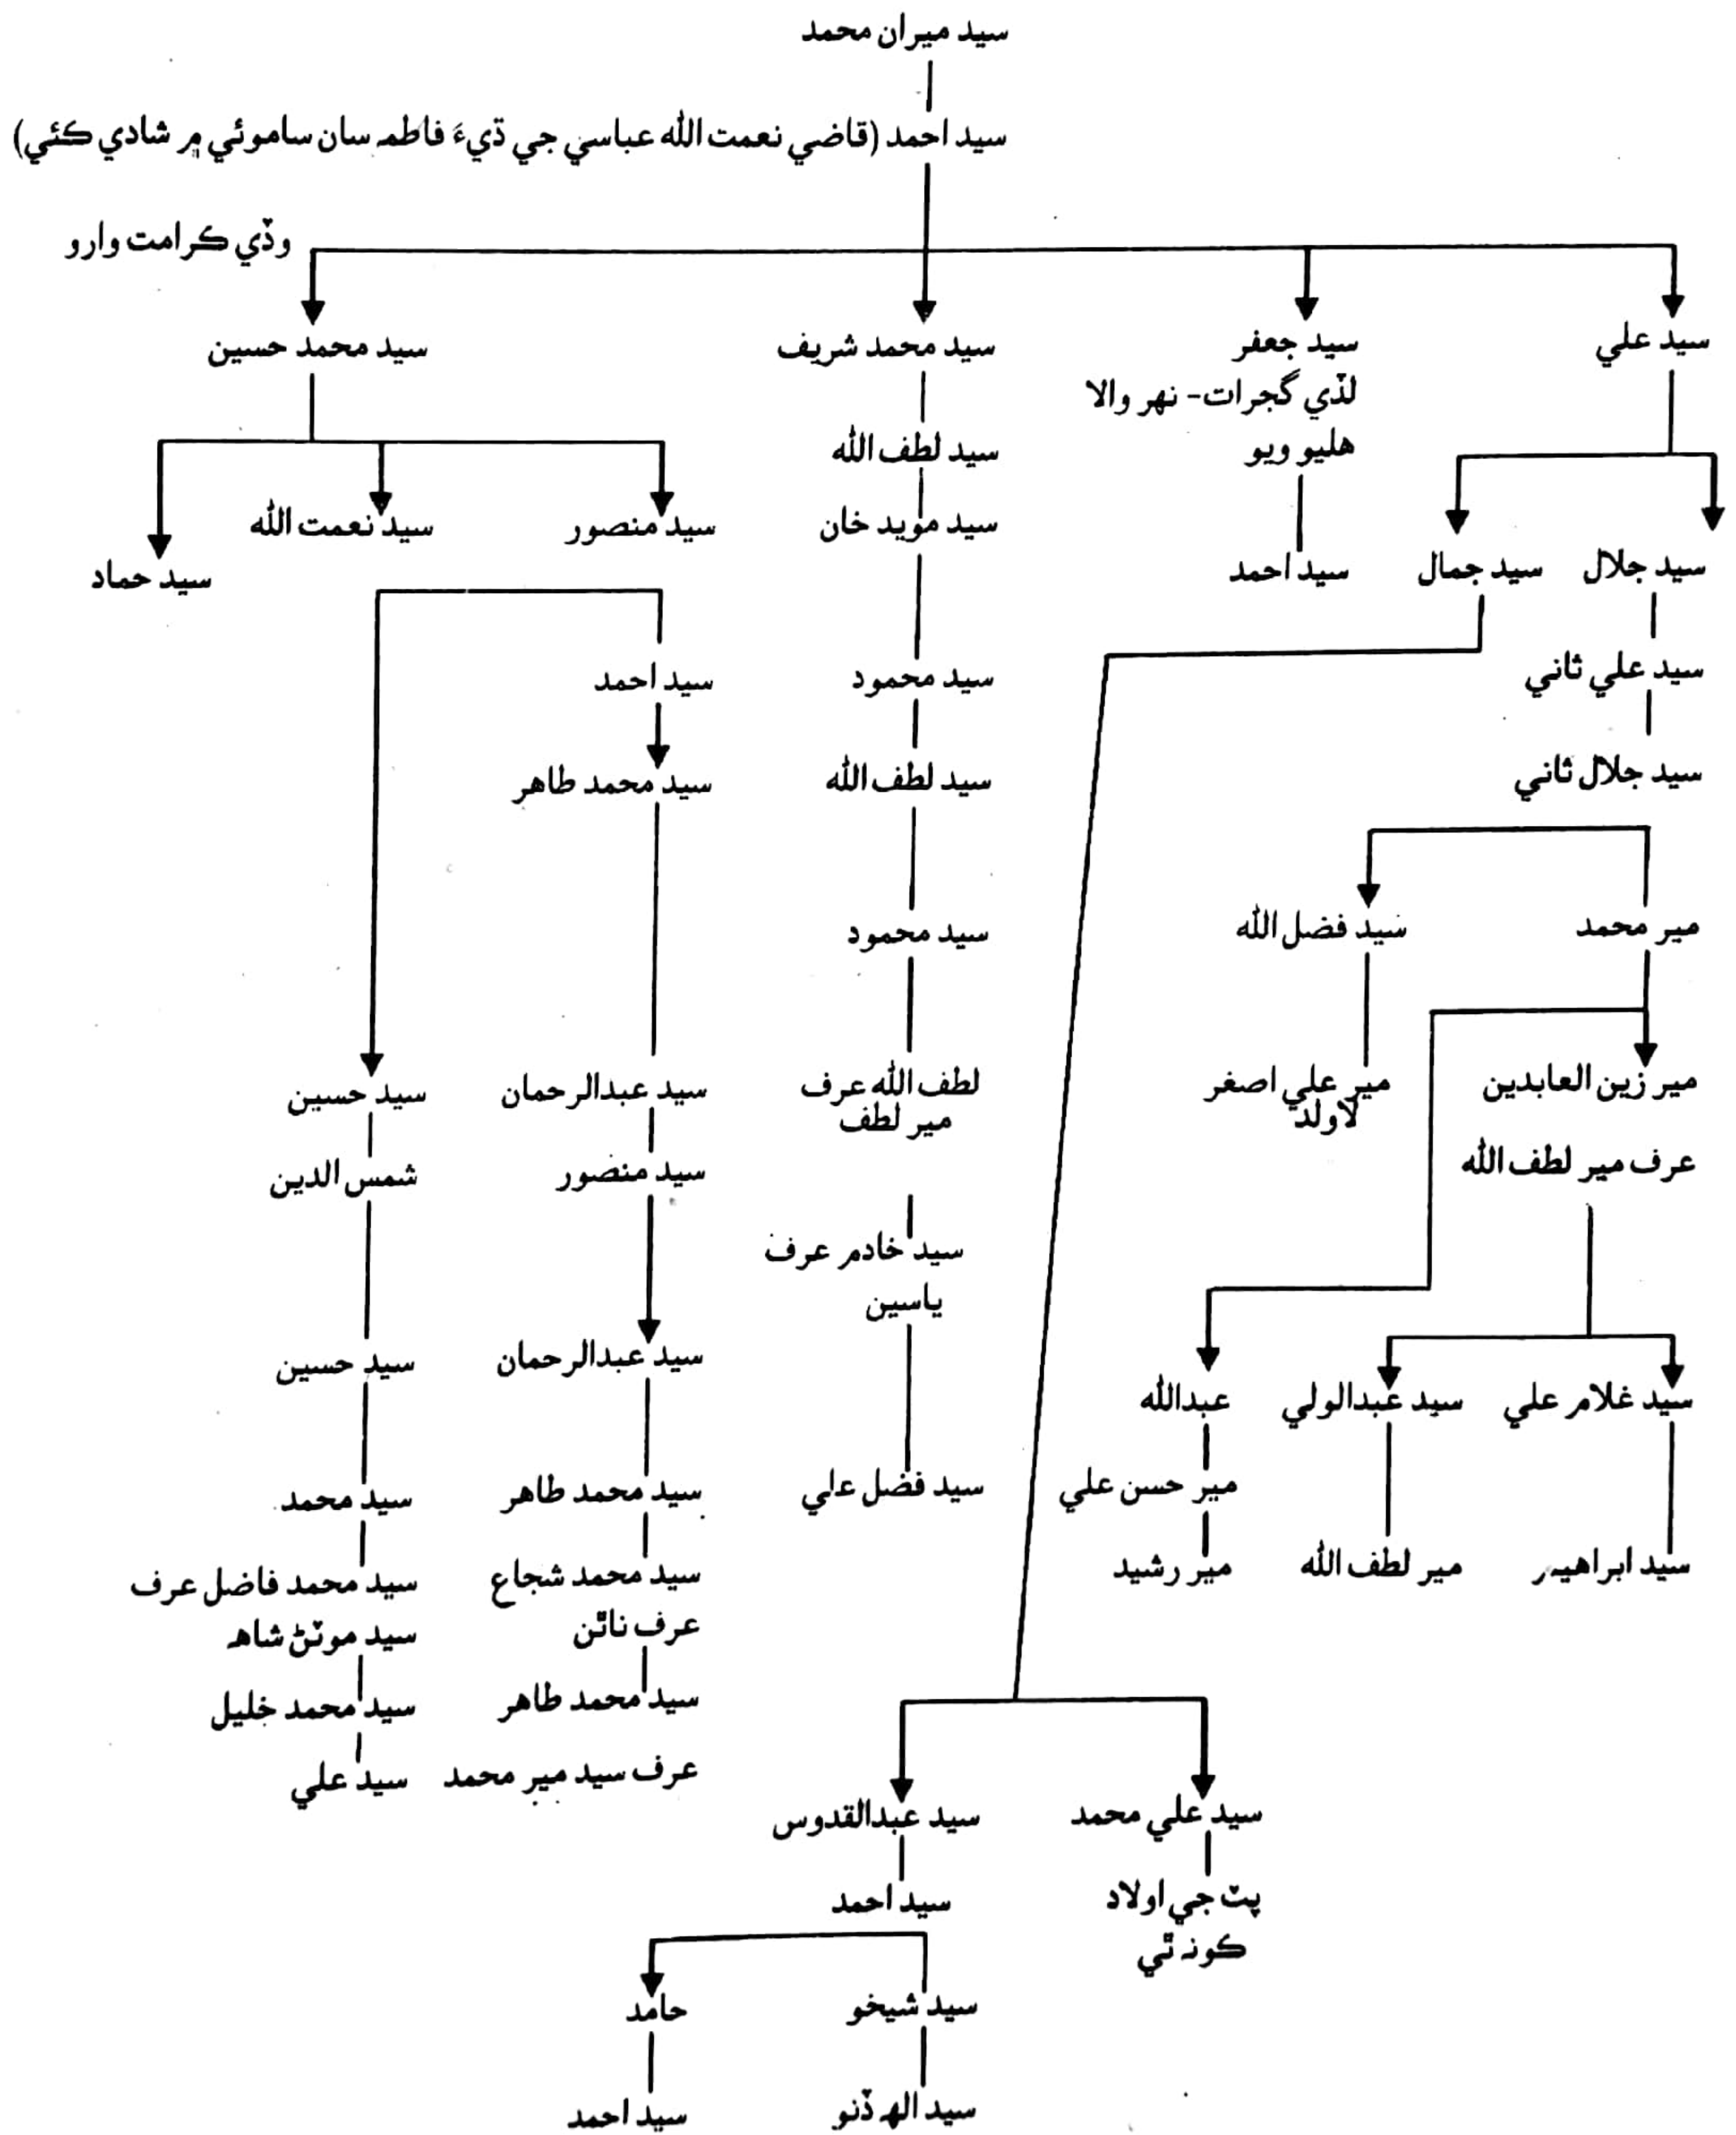 سيد ميران محمد
سيد احمد (قاضي نعمت الله عباسي جي ڌيءَ فاطمه سان ساموئي ۾ شادي ڪئي)
وڏي ڪرامت وارو
سيد علي
سيد جعفر
لڏي گجرات- نهر والا
هليو ويو
سيد محمد شريف
سيد محمد حسين
سيد لطف الله
سيد مويد خان
سيد منصور
سيد نعمت الله
سيد حماد
سيد جلال
سيد جمال
سيد احمد
سيد علي ثاني
سيد محمود
سيد احمد
سيد جلال ثاني
سيد لطف الله
سيد محمد طاهر
مير محمد
سيد فضل الله
سيد محمود
مير زين العابدين
عرف مير لطف الله
مير علي اصغر
لاولد
لطف الله عرف
مير لطف
سيد عبدالرحمان
سيد حسين
سيد منصور
شمس الدين
سيد خادم عرف
ياسين
سيد عبدالرحمان
سيد حسين
سيد غلام علي
سيد عبدالولي
عبدالله
مير حسن علي
سيد فضل علي
سيد محمد طاهر
سيد محمد
سيد ابراهيم
مير لطف الله
مير رشيد
سيد محمد شجاع
عرف ناٿن
سيد محمد فاضل عرف
سيد موٽڻ شاهه
سيد محمد طاهر
عرف سيد مير محمد
سيد محمد خليل
سيد علي
سيد علي محمد
سيد عبدالقدوس
پٽ جي اولاد
ڪونه ٿي
سيد احمد
سيد شيخو
حامد
سيد الهه ڏنو
سيد احمد